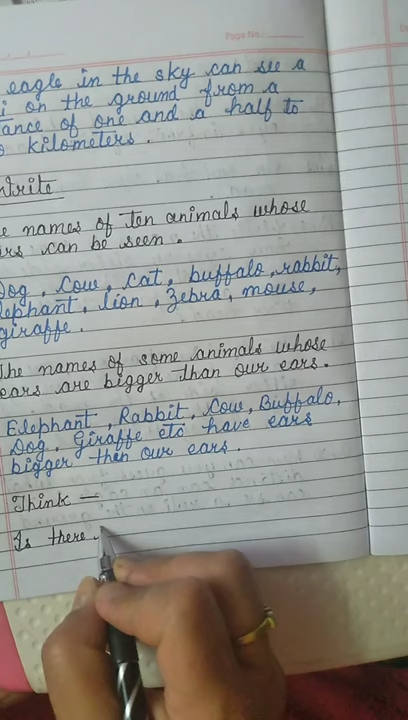 Page No.
eagle in the sky can see a
on the ground from a
tance of one and a half to
kilometers.
Write
names of ten animals whose
ars can be seen.
Dog, Cow, Cat, buffalo, rabbit,
lephant, lion, Zebra, mouse,
giraffe.
The names of some animals whose
ears are bigger than our ears.
Elephant, Rabbit, Cow, Buffalo,
Dog, Giraffe etc have ears
bigger then our ears.
Think —
Is there